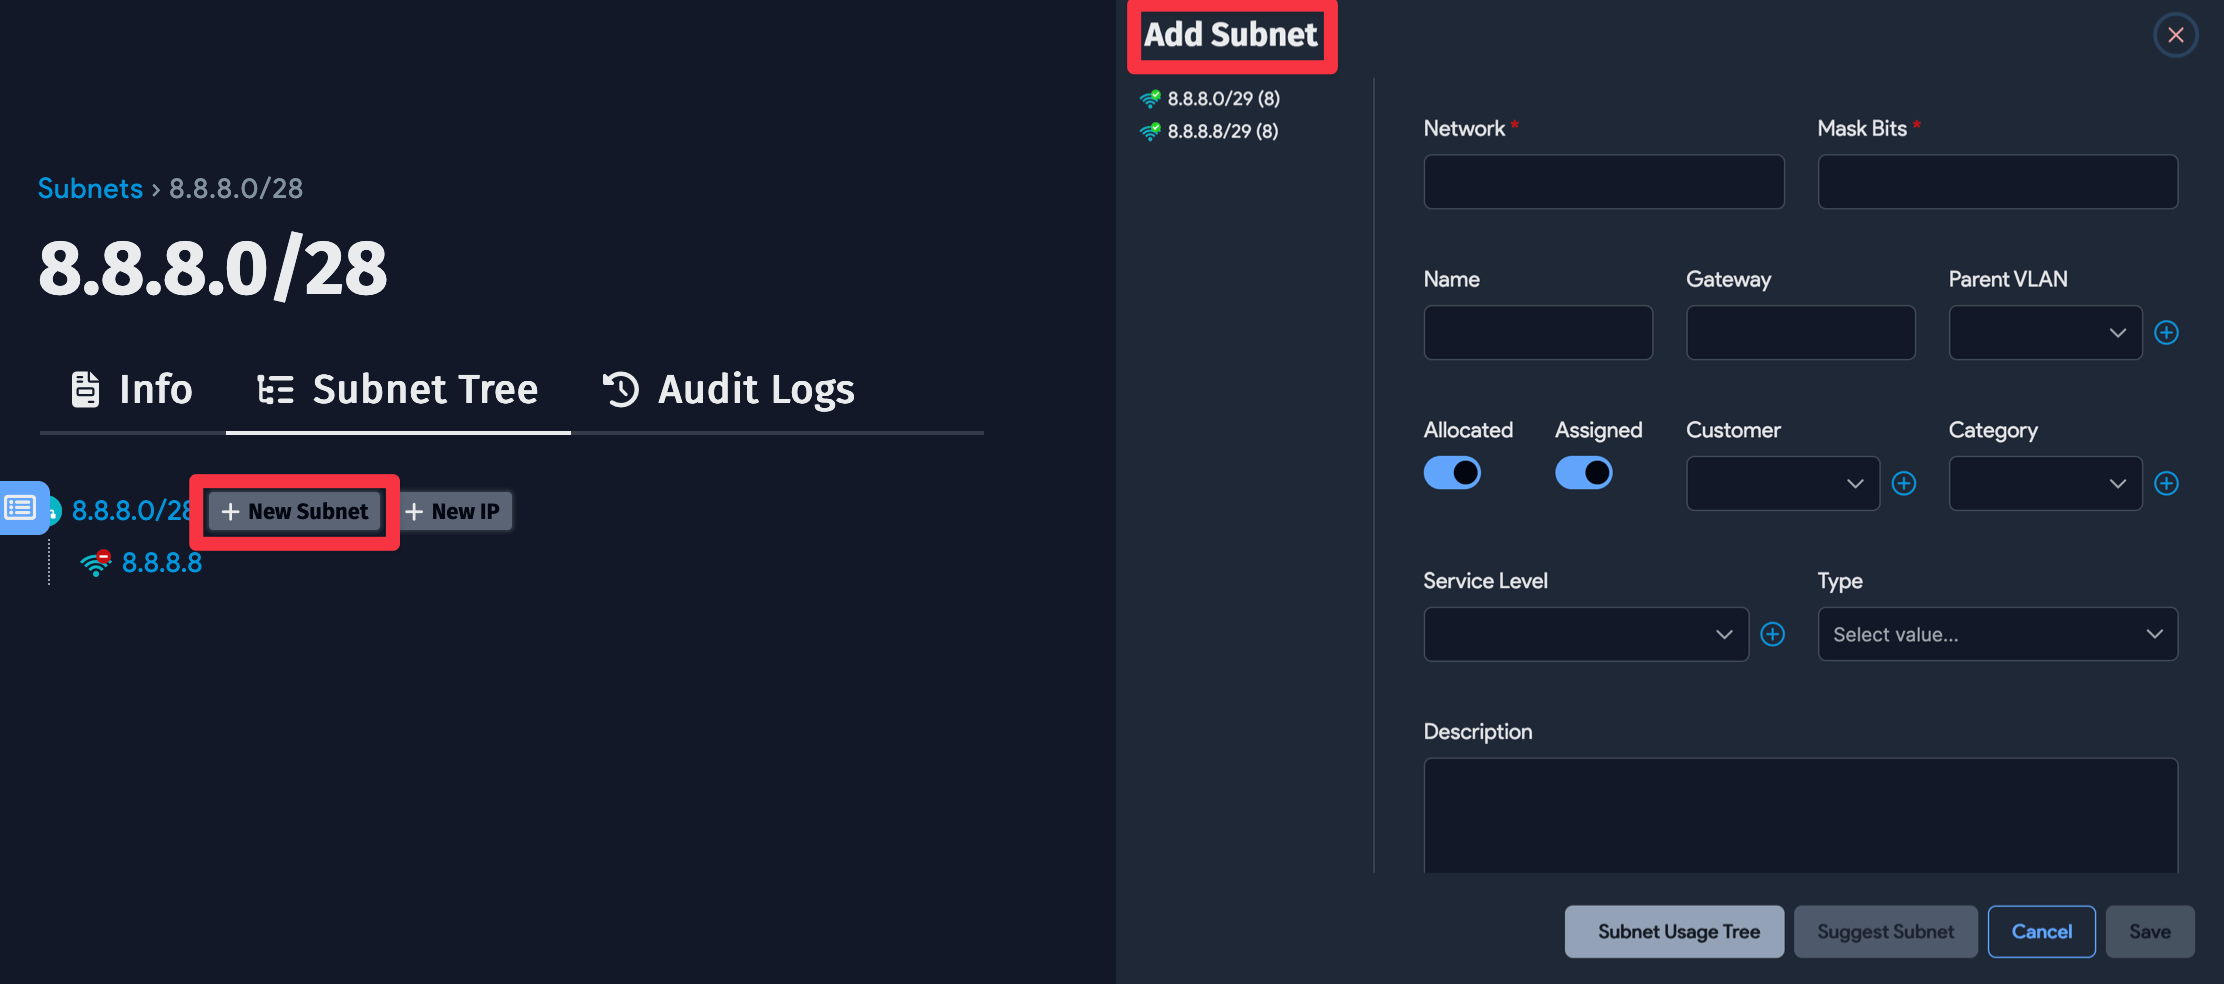 Subnets › 8.8.8.0/28
8.8.8.0/28
Info
Subnet Tree
Audit Logs
8.8.8.0/28
+ New Subnet
+ New IP
8.8.8.8
Add Subnet
8.8.8.0/29 (8)
8.8.8.8/29 (8)
Network *
Mask Bits *
Name
Gateway
Parent VLAN
Allocated
Assigned
Customer
Category
Service Level
Type
Select value...
Description
Subnet Usage Tree
Suggest Subnet
Cancel
Save